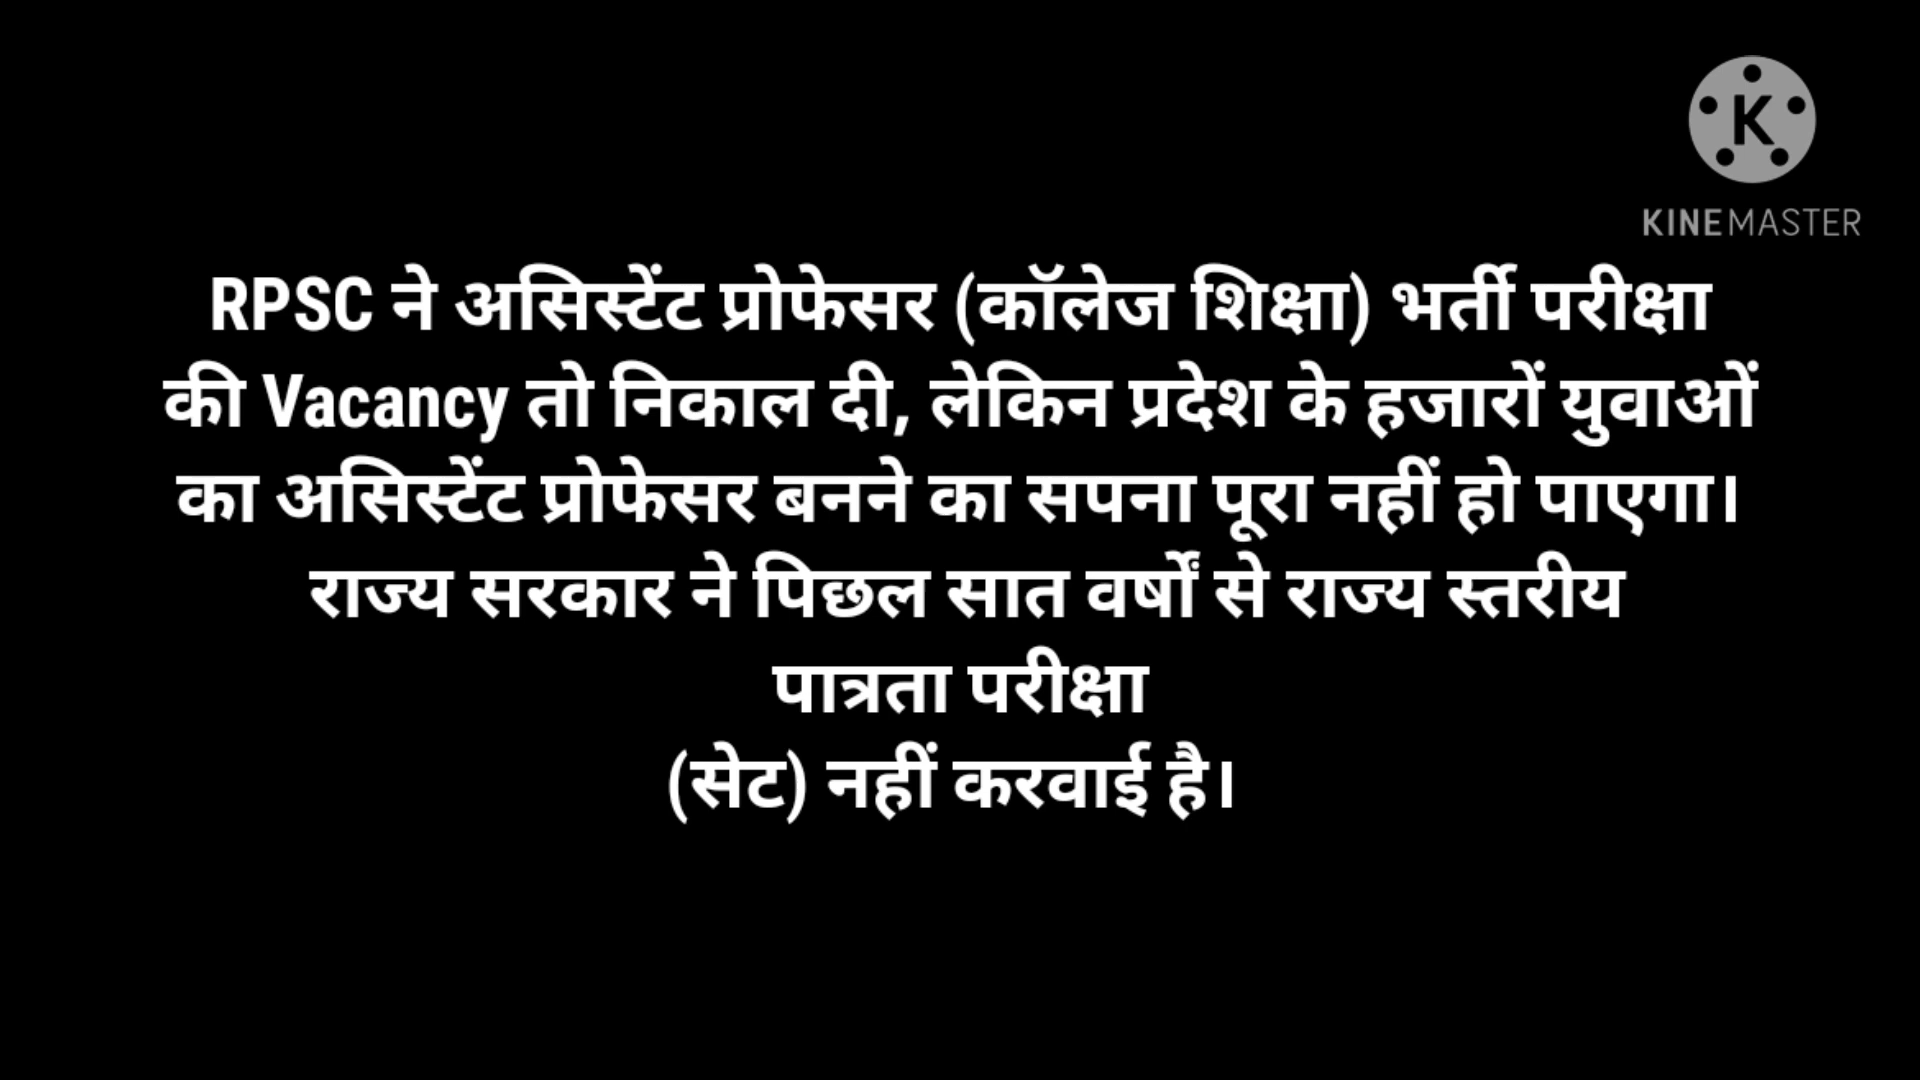 KINEMASTER
RPSC ने असिस्टेंट प्रोफेसर (कॉलेज शिक्षा) भर्ती परीक्षा
की Vacancy तो निकाल दी, लेकिन प्रदेश के हजारों युवाओं
का असिस्टेंट प्रोफेसर बनने का सपना पूरा नहीं हो पाएगा।
राज्य सरकार ने पिछल सात वर्षों से राज्य स्तरीय
पात्रता परीक्षा
(सेट) नहीं करवाई है।